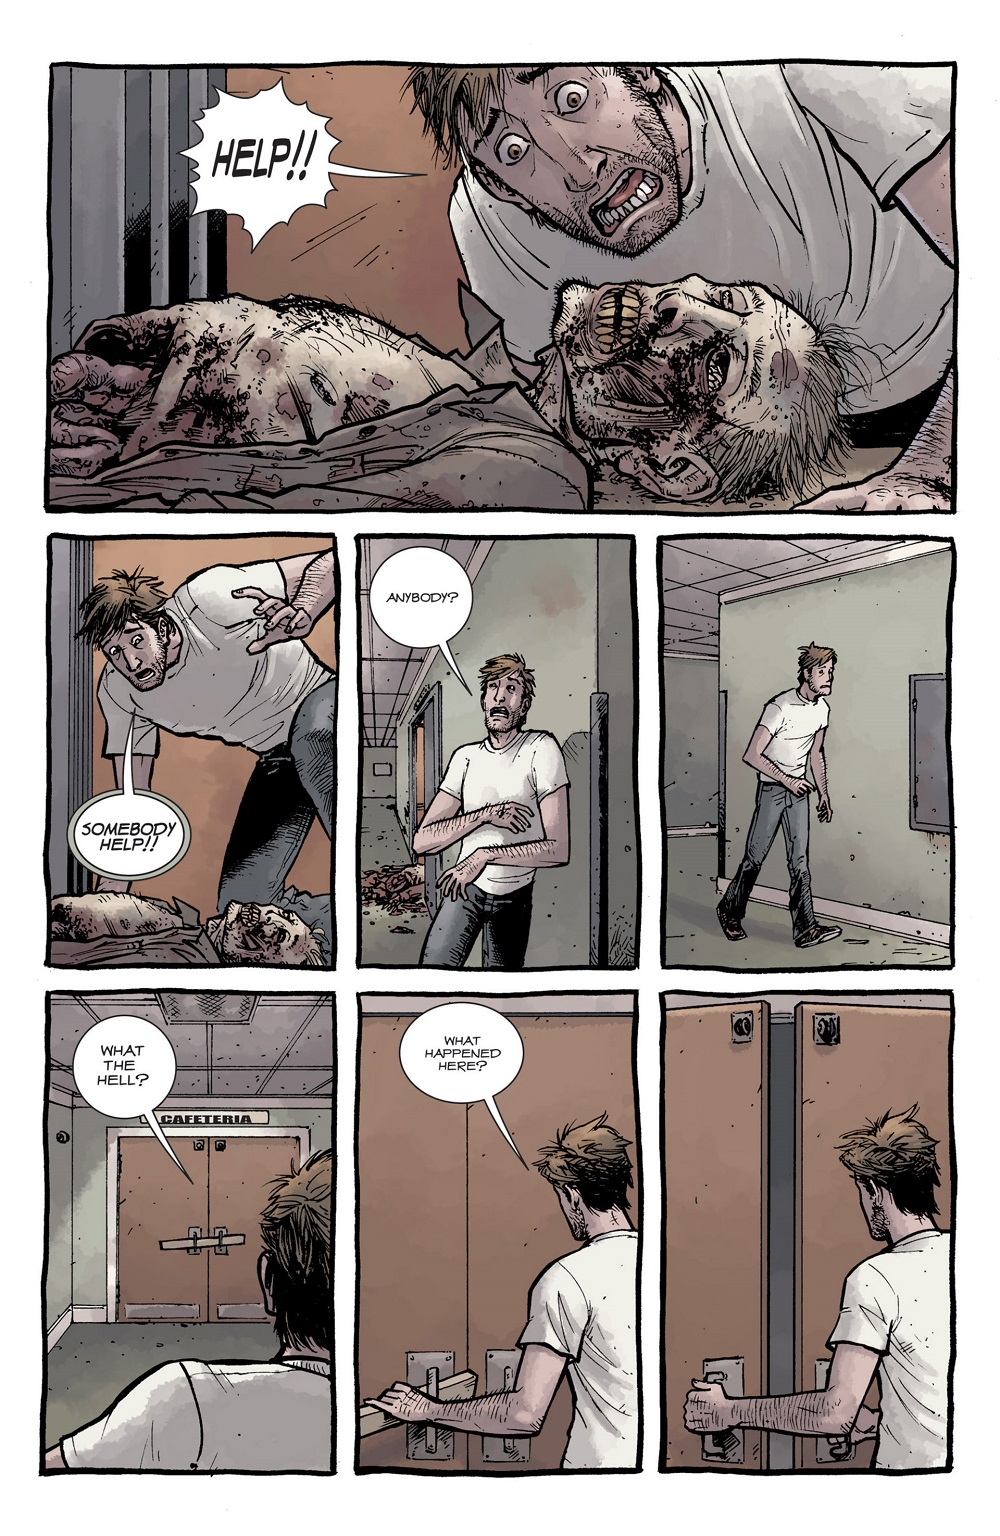 HELP!!
SOMEBODY
HELP!!
ANYBODY?
WHAT
THE
HELL?
CAFETERIA
WHAT
HAPPENED
HERE?